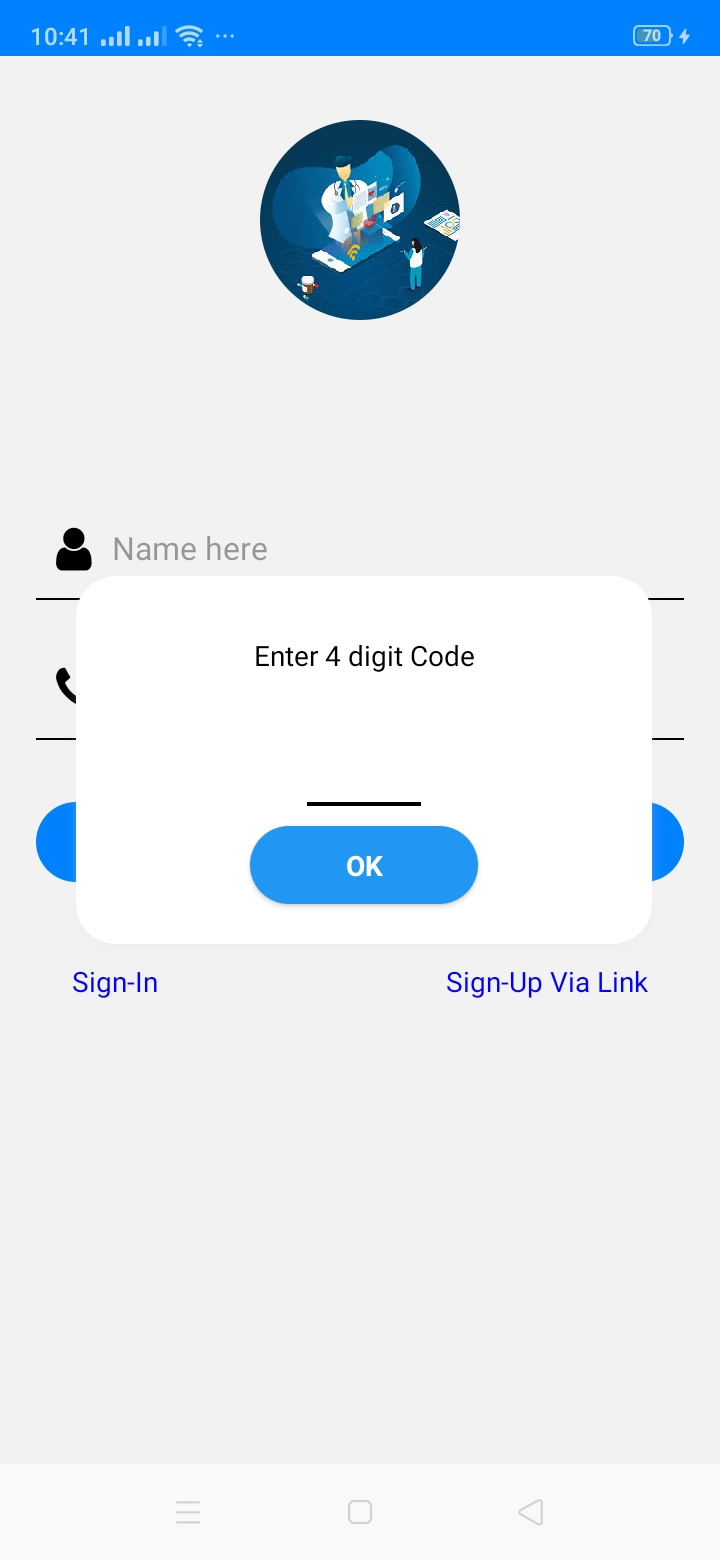 10:41
70
Name here
Enter 4 digit Code
OK
Sign-In
Sign-Up Via Link